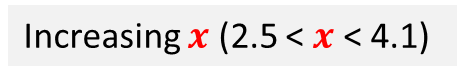 Increasing x (2.5 < x < 4.1)